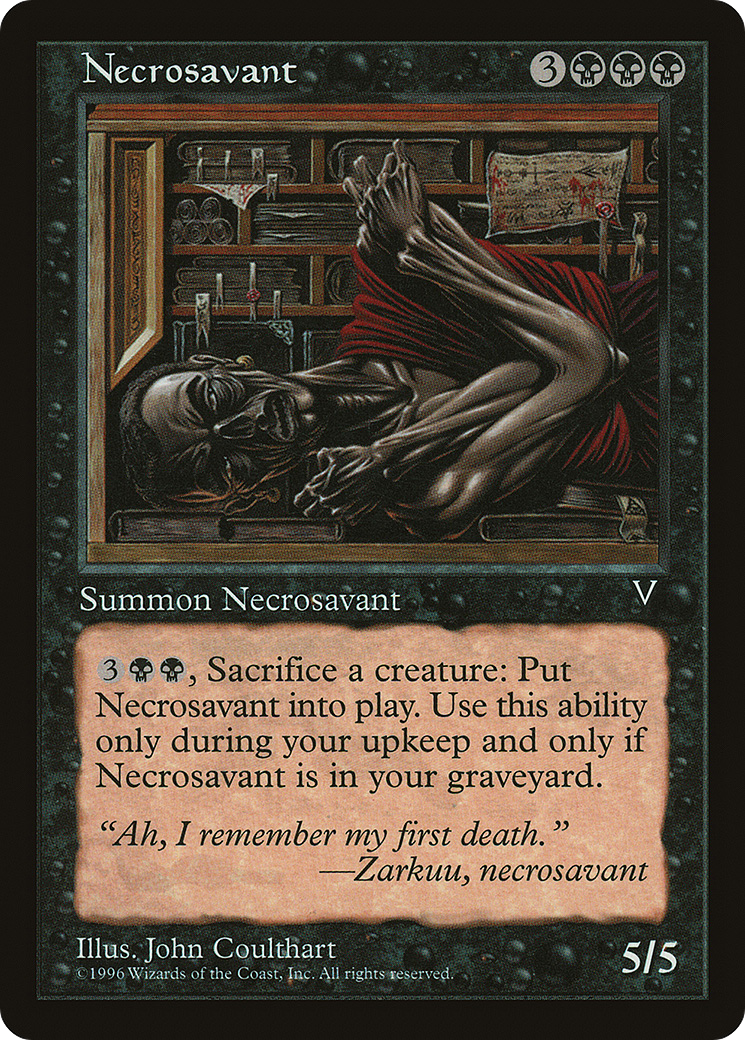 Necrosavant
3
Summon Necrosavant
V
3, Sacrifice a creature: Put
Necrosavant into play. Use this ability
only during your upkeep and only if
Necrosavant is in your graveyard.
“Ah, I remember my first death.”
—Zarkuu, necrosavant
Illus. John Coulthart
©1996 Wizards of the Coast, Inc. All rights reserved.
5/5